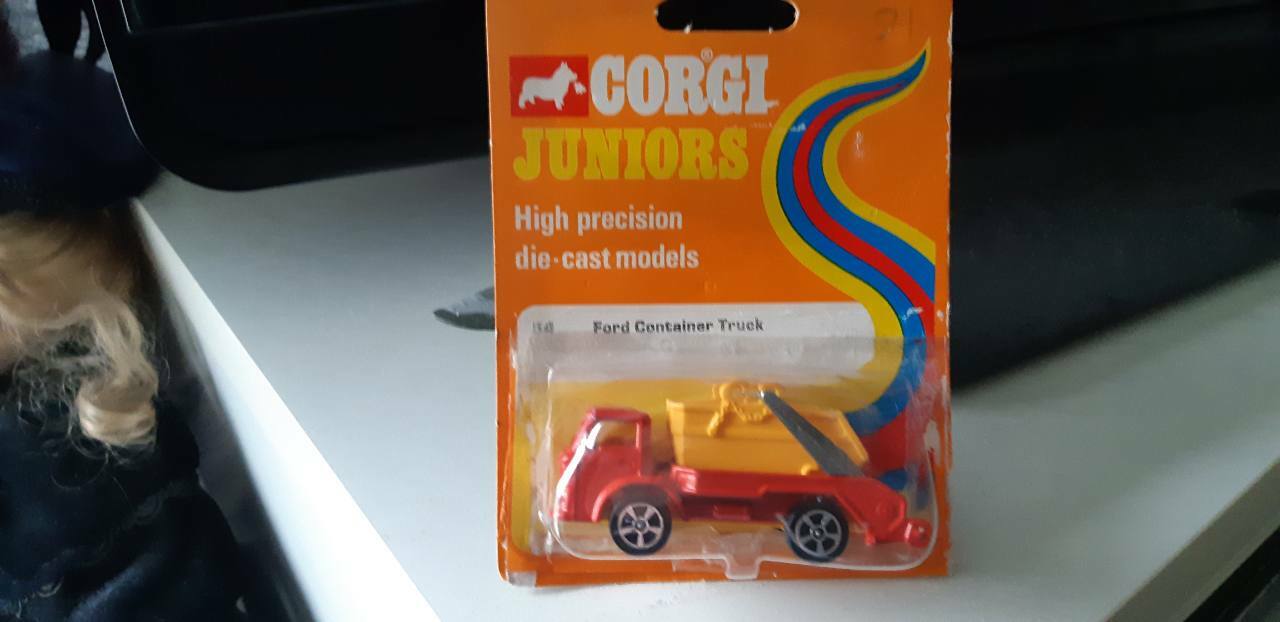 CORGI®
JUNIORS
High precision
die-cast models
Ford Container Truck